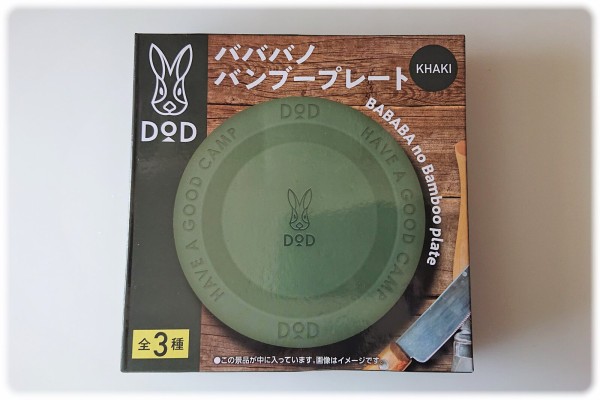 DOD
バババノ
バンブープレート
KHAKI
BABABA no Bamboo plate
DOD
HAVE A GOOD CAMP
HAVE A GOOD CAMP
DOD
DOD
全3種
●この景品が中に入っています。画像はイメージです。